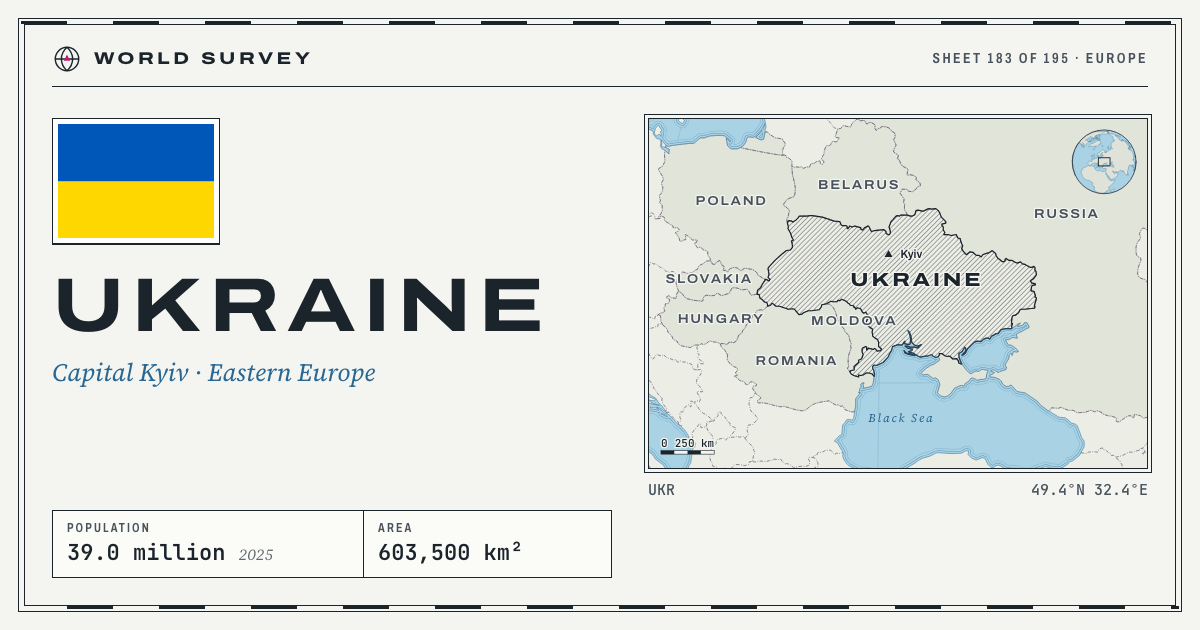 WORLD SURVEY
SHEET 183 OF 195 · EUROPE
UKRAINE
Capital Kyiv · Eastern Europe
POPULATION
39.0 million 2025
AREA
603,500 km²
BELARUS
POLAND
RUSSIA
Kyiv
UKRAINE
SLOVAKIA
HUNGARY
MOLDOVA
ROMANIA
Black Sea
0 250 km
UKR
49.4°N 32.4°E